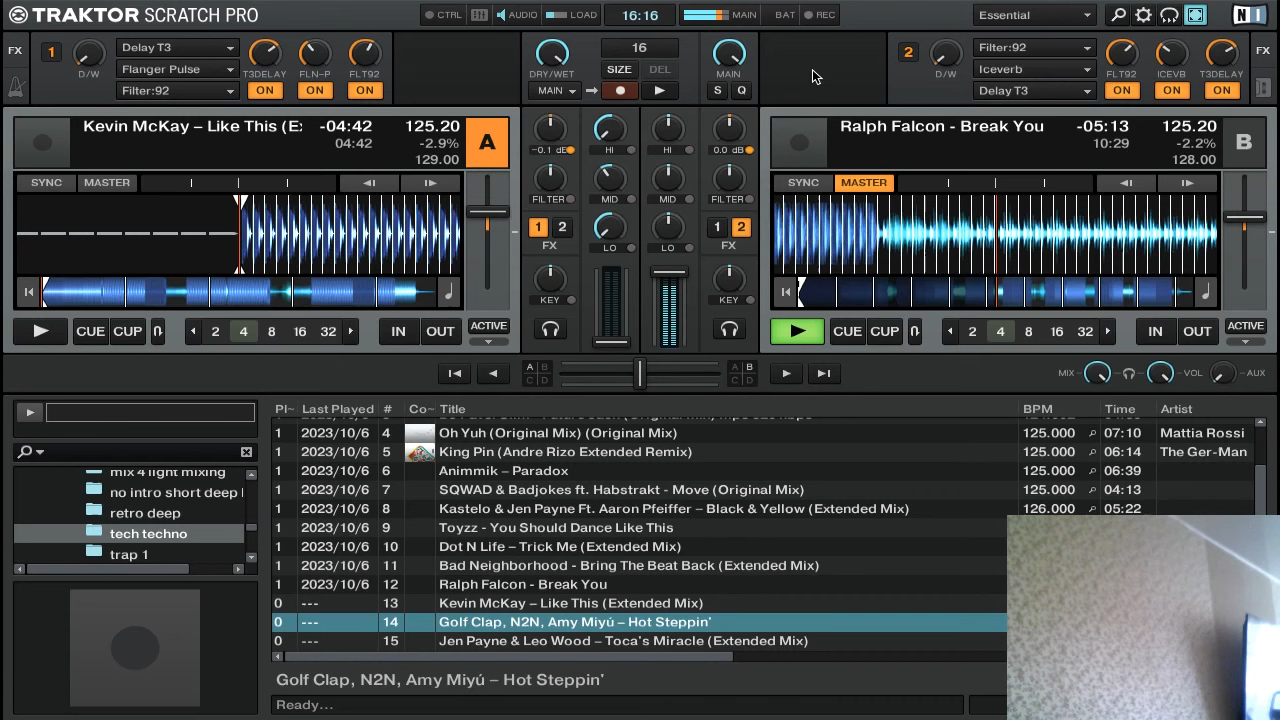 TRAKTOR SCRATCH PRO
CTRL AUDIO LOAD 16:16 MAIN BAT REC Essential
FX 1 D/W Delay T3 Flanger Pulse Filter:92
T3DELAY FLN-P FLT92
ON ON ON
DRY/WET 16 MAIN
SIZE DEL
MAIN S Q
2 D/W Filter:92 Iceverb Delay T3
FLT92 ICEVB T3DELAY FX
ON ON ON
Kevin McKay – Like This (E: -04:42 125.20
04:42 -2.9%
129.00
A
SYNC MASTER
CUE CUP 2 4 8 16 32 IN OUT ACTIVE
-0.1 dB HI HI 0.0 dB
FILTER MID MID FILTER
1 2 1 2
FX LO LO FX
KEY KEY
Ralph Falcon - Break You -05:13 125.20
10:29 -2.2%
128.00
B
SYNC MASTER
CUE CUP 2 4 8 16 32 IN OUT ACTIVE
A B C D A B C D MIX VOL AUX
Pl~ Last Played # Co~ Title BPM Time Artist
1 2023/10/6 4 Oh Yuh (Original Mix) (Original Mix) 125.000 07:10 Mattia Rossi
1 2023/10/6 5 King Pin (Andre Rizo Extended Remix) 125.000 06:14 The Ger-Man
1 2023/10/6 6 Animmik – Paradox 125.000 06:39
1 2023/10/6 7 SQWAD & Badjokes ft. Habstrakt - Move (Original Mix) 125.000 04:13
1 2023/10/6 8 Kastelo & Jen Payne Ft. Aaron Pfeiffer – Black & Yellow (Extended Mix) 126.000 05:22
1 2023/10/6 9 Toyzz - You Should Dance Like This
1 2023/10/6 10 Dot N Life – Trick Me (Extended Mix)
1 2023/10/6 11 Bad Neighborhood - Bring The Beat Back (Extended Mix)
1 2023/10/6 12 Ralph Falcon - Break You
0 --- 13 Kevin McKay – Like This (Extended Mix)
0 --- 14 Golf Clap, N2N, Amy Miyú – Hot Steppin'
0 --- 15 Jen Payne & Leo Wood – Toca's Miracle (Extended Mix)
mix 4 light mixing
no intro short deep
retro deep
tech techno
trap 1
Golf Clap, N2N, Amy Miyú – Hot Steppin'
Ready...